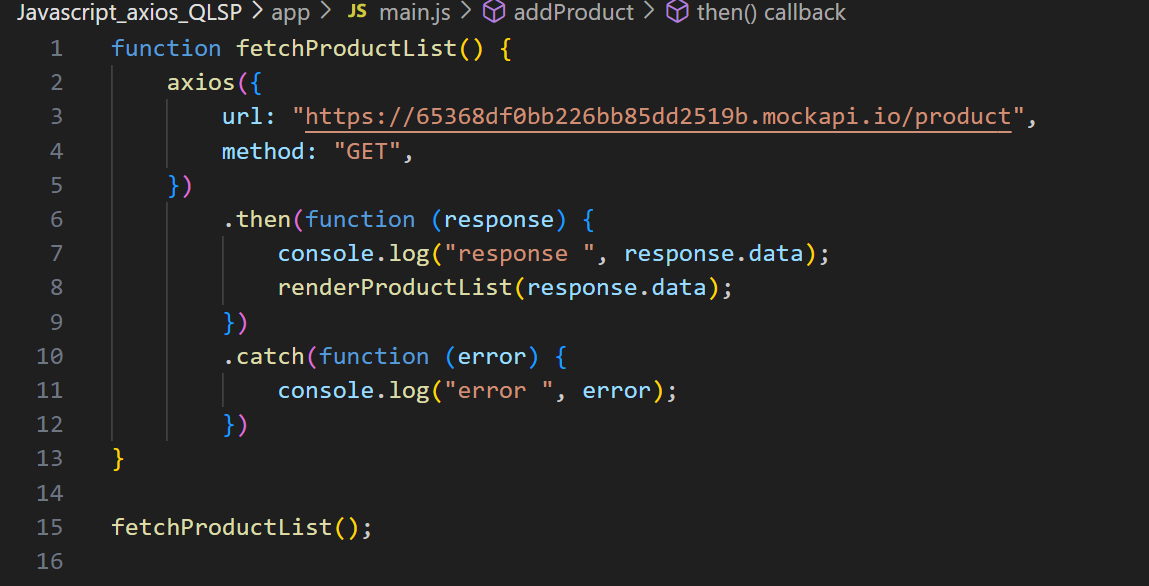 Javascript_axios_QLSP > app > JS main.js > addProduct > then() callback
1 function fetchProductList() {
2 axios({
3 url: "https://65368df0bb226bb85dd2519b.mockapi.io/product",
4 method: "GET",
5 })
6 .then(function (response) {
7 console.log("response ", response.data);
8 renderProductList(response.data);
9 })
10 .catch(function (error) {
11 console.log("error ", error);
12 })
13 }
14
15 fetchProductList();
16